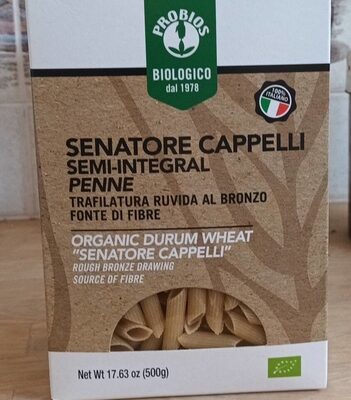 PROBIOS
BIOLOGICO
dal 1978
100%
ITALIANO
SENATORE CAPPELLI
SEMI-INTEGRAL
PENNE
TRAFILATURA RUVIDA AL BRONZO
FONTE DI FIBRE
ORGANIC DURUM WHEAT
"SENATORE CAPPELLI"
ROUGH BRONZE DRAWING
SOURCE OF FIBRE
Net Wt 17.63 oz (500g)